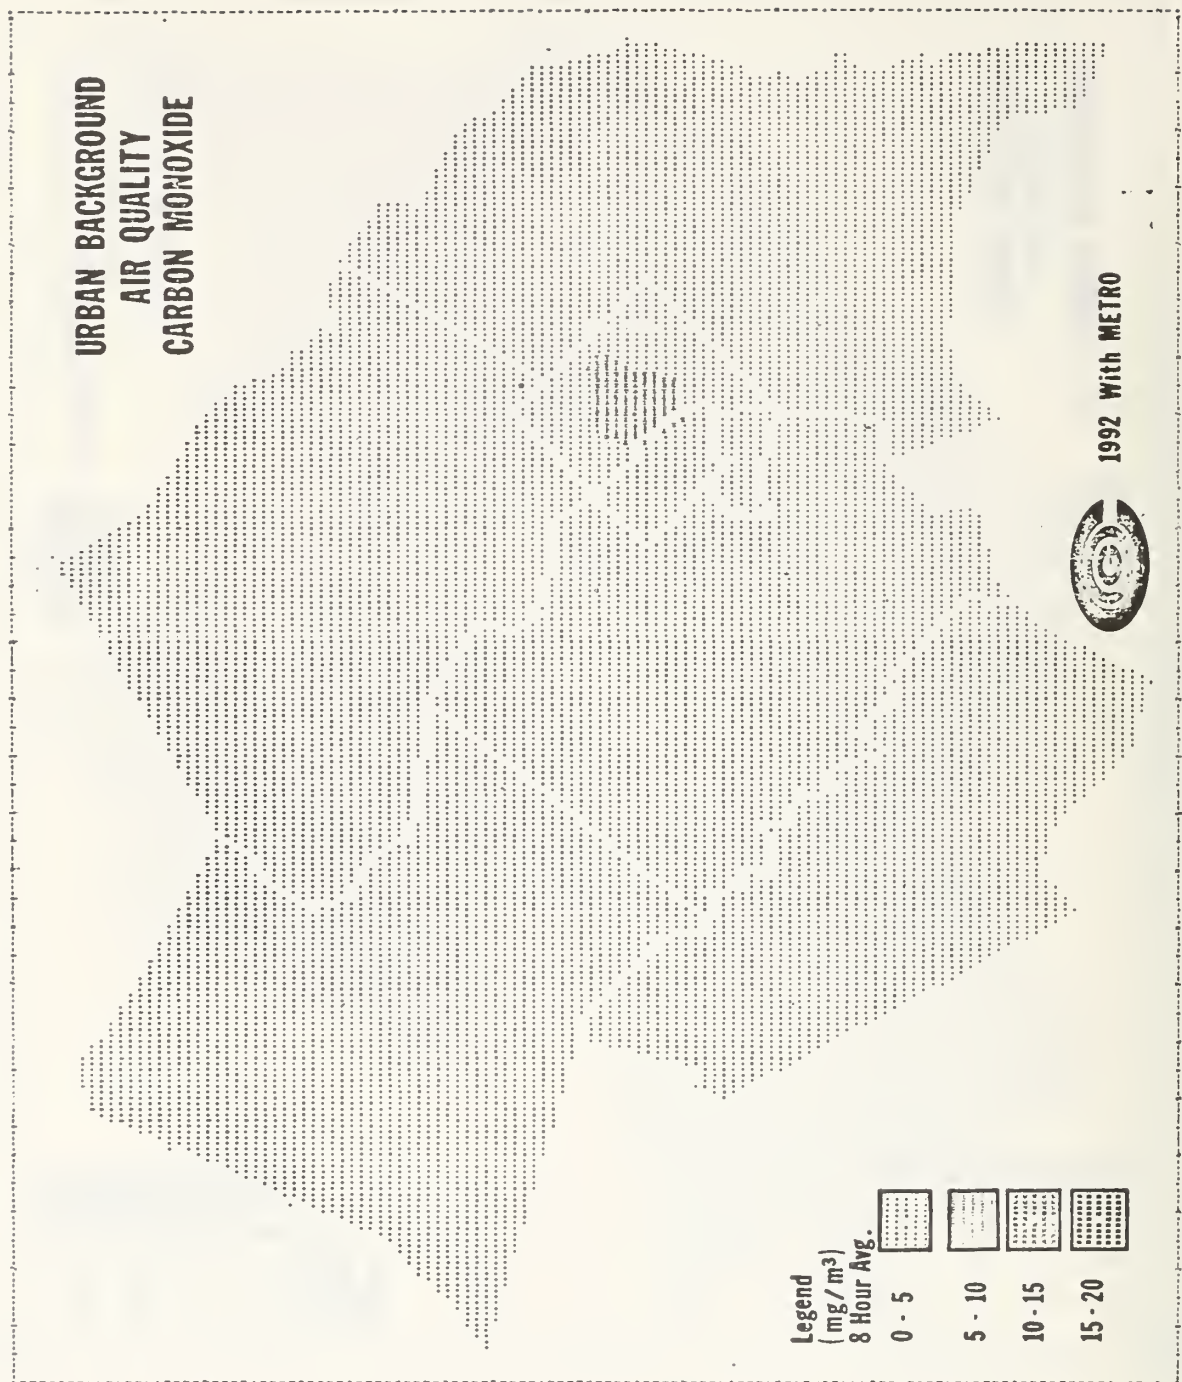 URBAN BACKGROUND
AIR QUALITY
CARBON MONOXIDE
Legend
(mg/m³)
8 Hour Avg.
0 - 5
5 - 10
10 - 15
15 - 20
1992 With METRO